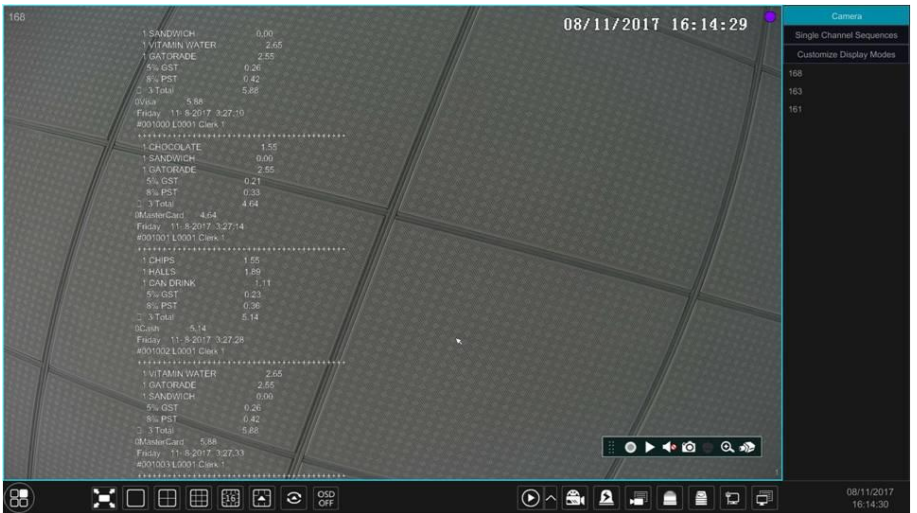 168
08/11/2017 16:14:29
1 SANDWICH 0.00
1 VITAMIN WATER 2.65
1 GATORADE 2.55
5% GST 0.26
8% PST 0.42
3 Total 5.88
0Visa 5.88
Friday 11- 8-2017 3:27:10
#001000 L0001 Clerk 1
1 CHOCOLATE 1.55
1 SANDWICH 0.00
1 GATORADE 2.55
5% GST 0.21
8% PST 0.33
3 Total 4.64
0MasterCard 4.64
Friday 11- 8-2017 3:27:14
#001001 L0001 Clerk 1
1 CHIPS 1.55
1 HALLS 1.89
1 CAN DRINK 1.11
5% GST 0.23
8% PST 0.36
3 Total 5.14
0Cash 5.14
Friday 11- 8-2017 3:27:28
#001002 L0001 Clerk 1
1 VITAMIN WATER 2.65
1 GATORADE 2.55
1 SANDWICH 0.00
5% GST 0.26
8% PST 0.42
3 Total 5.88
0MasterCard 5.88
Friday 11- 8-2017 3:27:33
#001003 L0001 Clerk 1
1
Camera
Single Channel Sequences
Customize Display Modes
168
163
161
16
OSD
OFF
08/11/2017
16:14:30